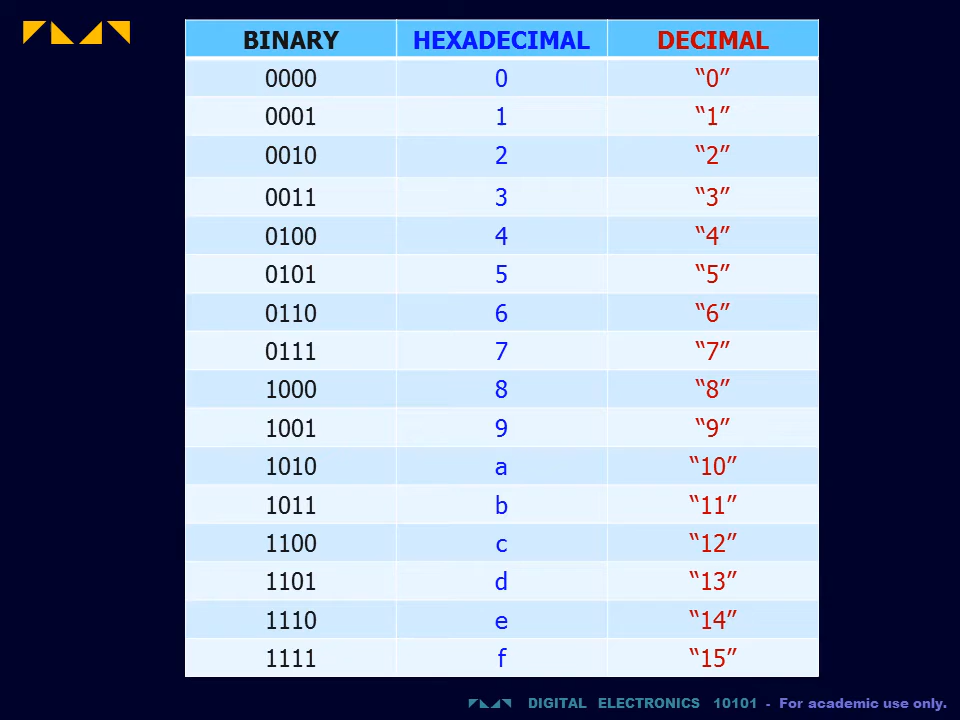 BINARY HEXADECIMAL DECIMAL
0000 0 “0”
0001 1 “1”
0010 2 “2”
0011 3 “3”
0100 4 “4”
0101 5 “5”
0110 6 “6”
0111 7 “7”
1000 8 “8”
1001 9 “9”
1010 a “10”
1011 b “11”
1100 c “12”
1101 d “13”
1110 e “14”
1111 f “15”
DIGITAL ELECTRONICS 10101 - For academic use only.